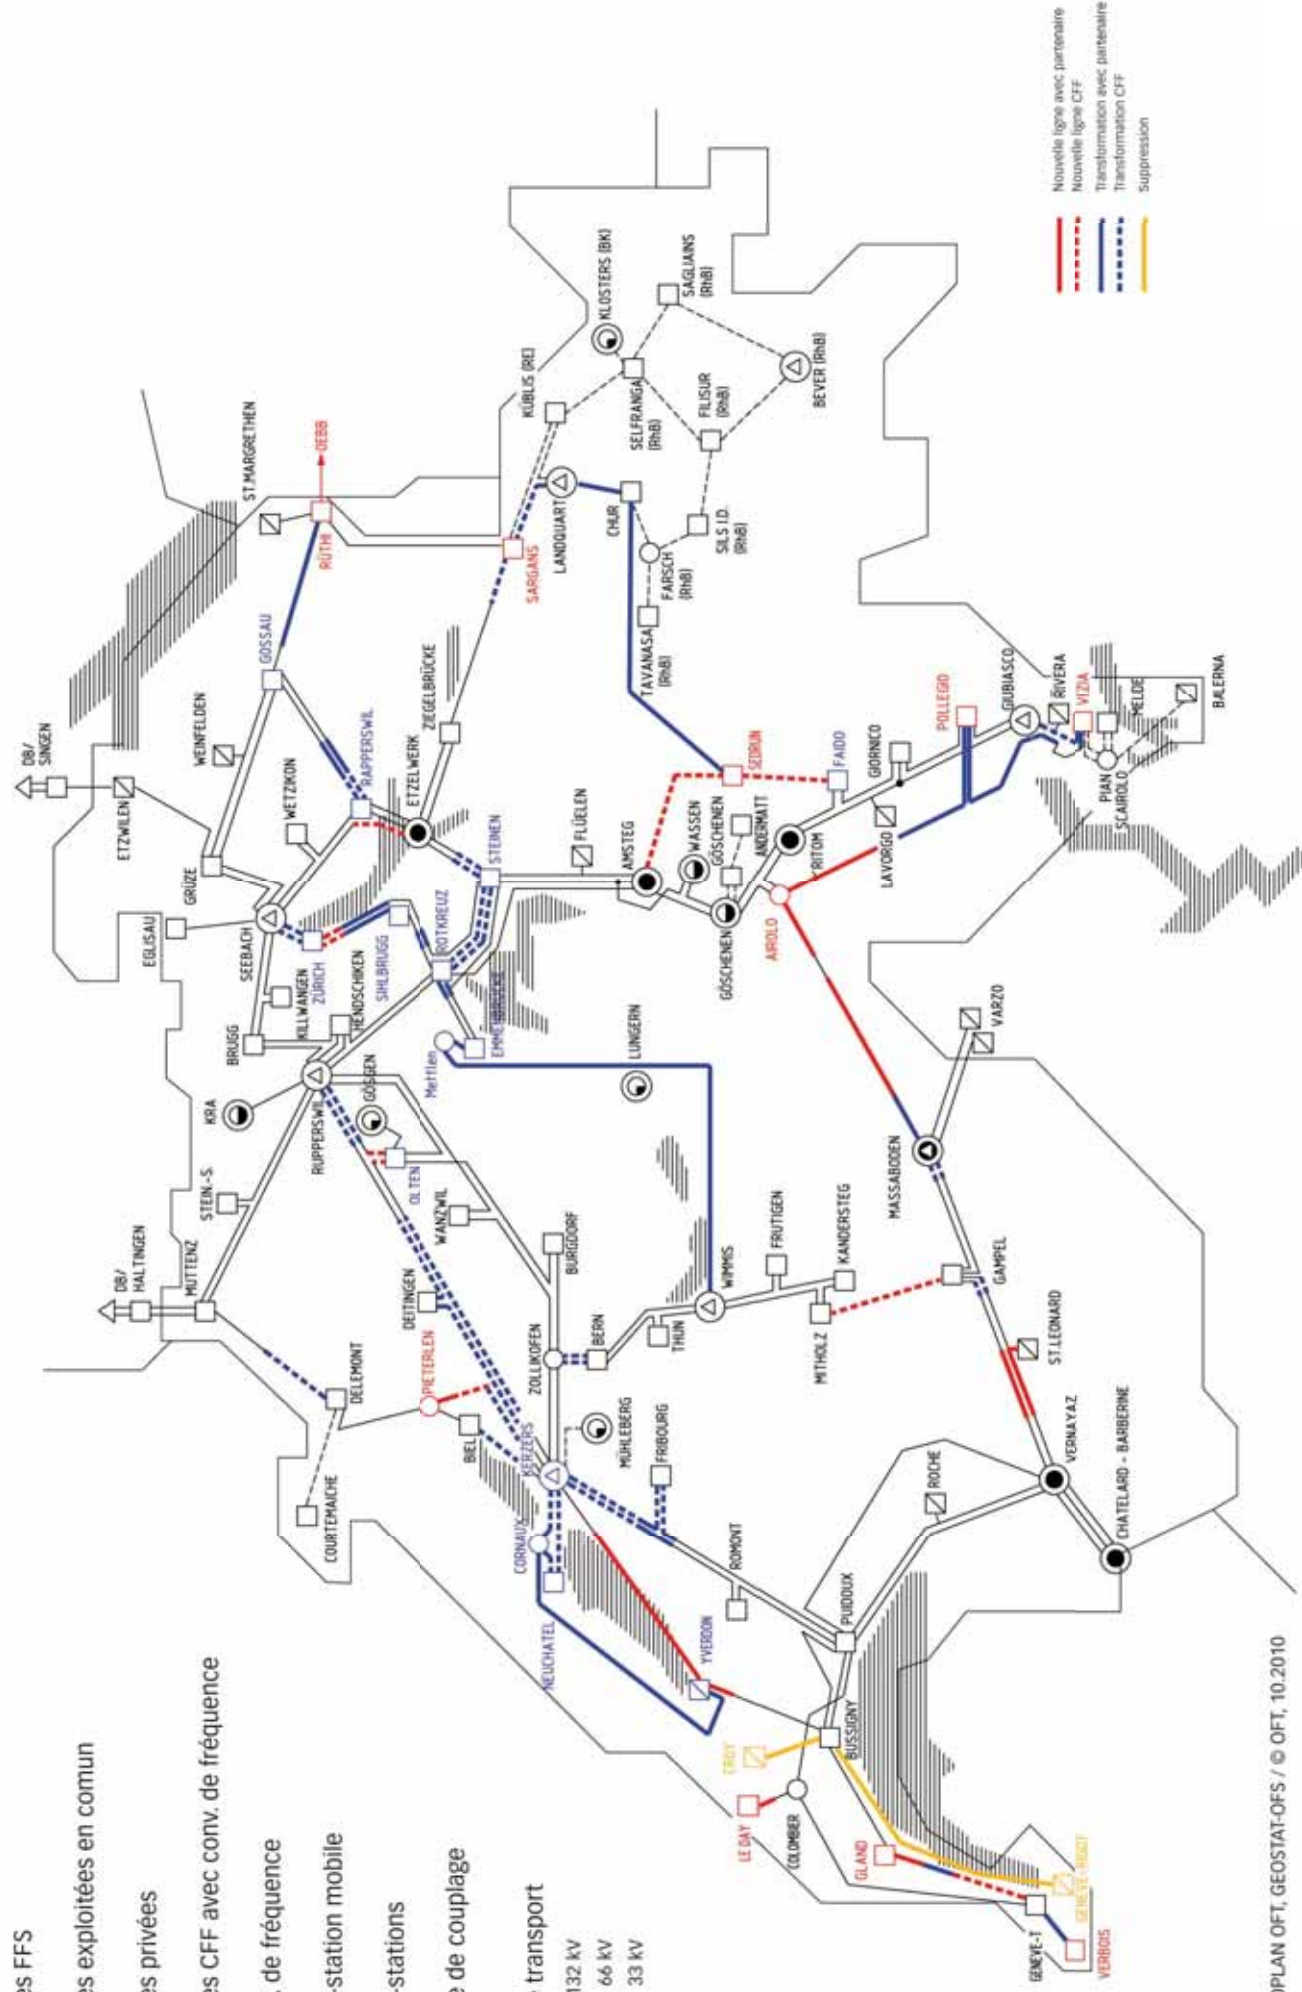 es FFS
es exploitées en comun
es privées
es CFF avec conv. de fréquence
. de fréquence
-station mobile
-stations
e de couplage
transport
132 kV
66 kV
33 kV
OPLAN OFT, GEOSTAT-OFS / © OFT, 10.2010
DB/
HALTINGEN
MUTTENZ
STEIN.-S.
KRA
BRUGG
EGLISAU
SEEBACH
GRÜZE
ETZWILEN
DB/
SINGEN
WEINFELDEN
WETZIKON
GOSSAU
ST.MARGRETHEN
RÜTHI
OEBB
RAPPERSWIL
ETZELWERK
ZIEGELBRÜCKE
SARGANS
KÜBLIS (RE)
LANDQUART
CHUR
KLOSTERS (BK)
SELFRANGA
(RhB)
SAGLIAINS
(RhB)
FILISUR
(RhB)
BEVER (RhB)
SILS I.D.
(RhB)
FARSCH
(RhB)
TAVANASA
(RhB)
KILLWANGEN
ZÜRICH
HENDSCHIKEN
SIHLBRUGG
ROTKREUZ
STEINEN
EMMENBRÜCKE
Mettlen
RUPPERSWIL
GÖSGEN
OLTEN
WANZWIL
DEITINGEN
BURGDORF
ZOLLIKOFEN
BERN
THUN
WIMMIS
FRUTIGEN
KANDERSTEG
MITHOLZ
LUNGERN
FLÜELEN
AMSTEG
WASSEN
GÖSCHENEN
ANDERMATT
GÖSCHENEN
RITOM
AIROLO
SEDRUN
FAIDO
GIORNICO
LAVORGO
POLLEGIO
GIUBIASCO
RIVERA
VIZIA
MELIDE
PIAN
SCAIROLO
BALERNA
DELEMONT
COURTEMAICHE
PIETERLEN
BIEL
KERZERS
MÜHLEBERG
FRIBOURG
CORNAUX
NEUCHATEL
YVERDON
ROMONT
PUIDOUX
ROCHE
BUSSIGNY
CROY
LE DAY
COLOMBIER
GLAND
GENEVE-RIGOT
GENEVE-T
VERBOIS
VERNAYAZ
CHATELARD - BARBERINE
ST.LEONARD
GAMPEL
MASSABODEN
VARZO
Nouvelle ligne avec partenaire
Nouvelle ligne CFF
Transformation avec partenaire
Transformation CFF
Suppression